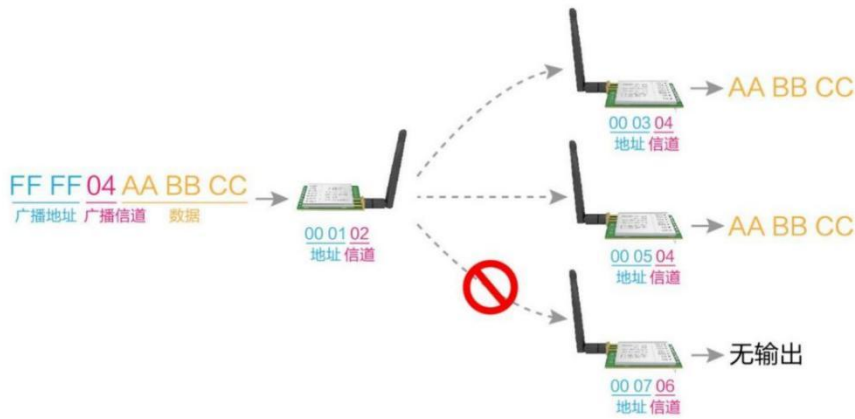 AA BB CC
00 03 04
地址 信道
FF FF 04 AA BB CC
广播地址 广播信道 数据
00 01 02
地址 信道
AA BB CC
00 05 04
地址 信道
无输出
00 07 06
地址 信道